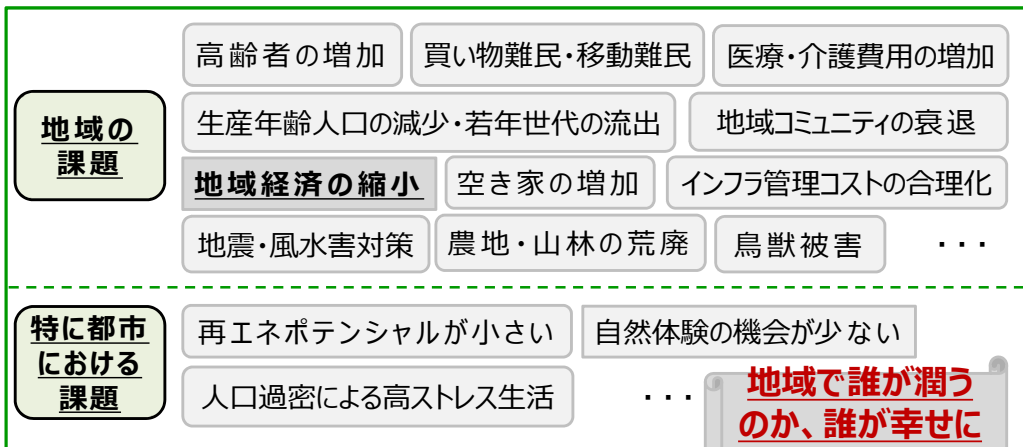 地域の
課題
高齢者の増加
買い物難民・移動難民
医療・介護費用の増加
生産年齢人口の減少・若年世代の流出
地域コミュニティの衰退
地域経済の縮小
空き家の増加
インフラ管理コストの合理化
地震・風水害対策
農地・山林の荒廃
鳥獣被害
・・・
特に都市
における
課題
再エネポテンシャルが小さい
自然体験の機会が少ない
人口過密による高ストレス生活
・・・
地域で誰が潤う
のか、誰が幸せに